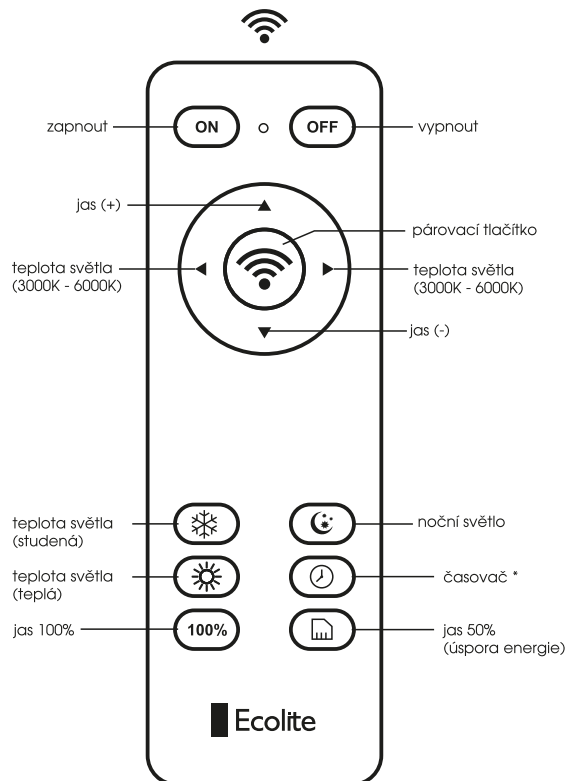 zapnout
ON
OFF
vypnout
jas (+)
párovací tlačítko
teplota světla
(3000K - 6000K)
teplota světla
(3000K - 6000K)
jas (-)
teplota světla
(studená)
noční světlo
teplota světla
(teplá)
časovač *
jas 100%
100%
jas 50%
(úspora energie)
Ecolite